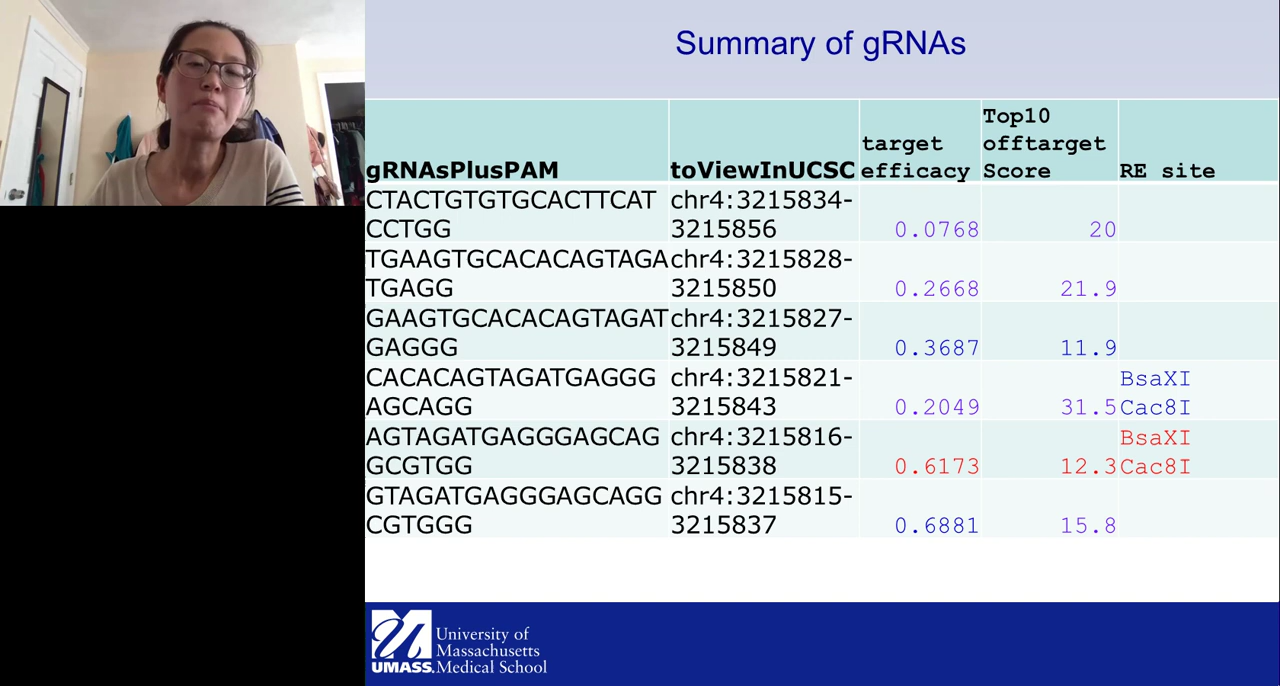 Summary of gRNAs
gRNAsPlusPAM toViewInUCSC target efficacy Top10 offtarget Score RE site
CTACTGTGTGCACTTCAT chr4:3215834-
CCTGG 3215856 0.0768 20
TGAAGTGCACACAGTAGA chr4:3215828-
TGAGG 3215850 0.2668 21.9
GAAGTGCACACAGTAGAT chr4:3215827-
GAGGG 3215849 0.3687 11.9
CACACAGTAGATGAGGG chr4:3215821- BsaXI
AGCAGG 3215843 0.2049 31.5 Cac8I
AGTAGATGAGGGAGCAG chr4:3215816- BsaXI
GCGTGG 3215838 0.6173 12.3 Cac8I
GTAGATGAGGGAGCAGG chr4:3215815-
CGTGGG 3215837 0.6881 15.8
UMASS
University of
Massachusetts
Medical School